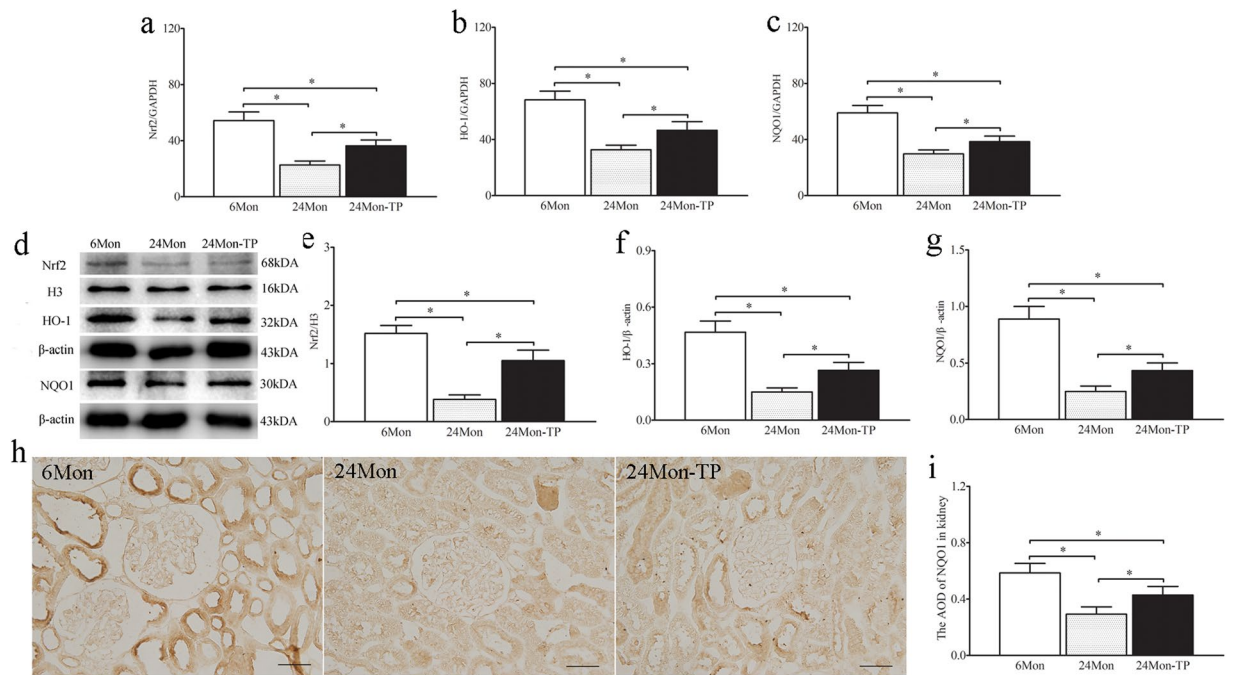 a
120
80
40
0
Nrf2/GAPDH
*
*
*
6Mon 24Mon 24Mon-TP
b
120
80
40
0
HO-1/GAPDH
*
*
*
6Mon 24Mon 24Mon-TP
c
120
80
40
0
NQO1/GAPDH
*
*
*
6Mon 24Mon 24Mon-TP
d
6Mon 24Mon 24Mon-TP
Nrf2 68kDA
H3 16kDA
HO-1 32kDA
β-actin 43kDA
NQO1 30kDA
β-actin 43kDA
e
3
2
1
0
Nrf2/H3
*
*
*
6Mon 24Mon 24Mon-TP
f
0.9
0.6
0.3
0.0
HO-1/β -actin
*
*
*
6Mon 24Mon 24Mon-TP
g
1.5
1.0
0.5
0.0
NQO1/β -actin
*
*
*
6Mon 24Mon 24Mon-TP
h
6Mon 24Mon 24Mon-TP
i
1.2
0.8
0.4
0.0
The AOD of NQO1 in kidney
*
*
*
6Mon 24Mon 24Mon-TP